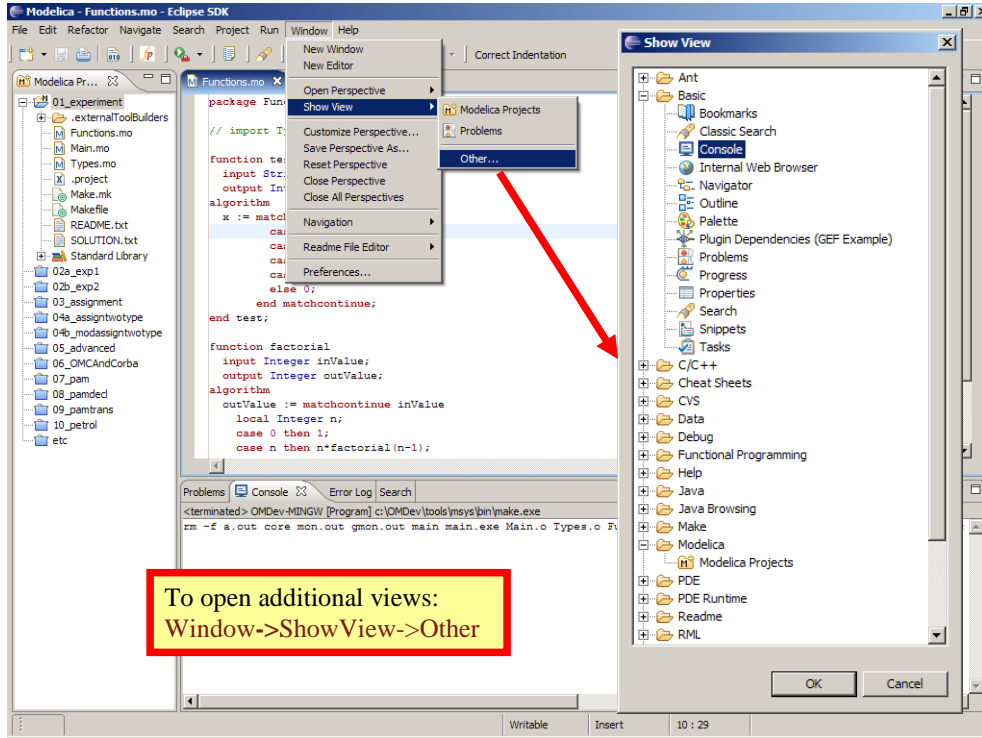 Modelica - Functions.mo - Eclipse SDK
File Edit Refactor Navigate Search Project Run Window Help
Correct Indentation
Modelica Pr...
01_experiment
.externalToolBuilders
Functions.mo
Main.mo
Types.mo
.project
Make.mk
Makefile
README.txt
SOLUTION.txt
Standard Library
02a_exp1
02b_exp2
03_assignment
04a_assigntwotype
04b_modassigntwotype
05_advanced
06_OMCAndCorba
07_pam
08_pamdecl
09_pamtrans
10_petrol
etc
Functions.mo
package Fun
// import T
function te
input Stri
output In
algorithm
x := matc
cas
cas
cas
cas
else 0;
end matchcontinue;
end test;
function factorial
input Integer inValue;
output Integer outValue;
algorithm
outValue := matchcontinue inValue
local Integer n;
case 0 then 1;
case n then n*factorial(n-1);
New Window
New Editor
Open Perspective
Show View
Customize Perspective...
Save Perspective As...
Reset Perspective
Close Perspective
Close All Perspectives
Navigation
Readme File Editor
Preferences...
Modelica Projects
Problems
Other...
Problems Console Error Log Search
<terminated> OMDev-MINGW [Program] c:\OMDev\tools\msys\bin\make.exe
rm -f a.out core mon.out gmon.out main main.exe Main.o Types.o Fu
To open additional views:
Window->ShowView->Other
Show View
Ant
Basic
Bookmarks
Classic Search
Console
Internal Web Browser
Navigator
Outline
Palette
Plugin Dependencies (GEF Example)
Problems
Progress
Properties
Search
Snippets
Tasks
C/C++
Cheat Sheets
CVS
Data
Debug
Functional Programming
Help
Java
Java Browsing
Make
Modelica
Modelica Projects
PDE
PDE Runtime
Readme
RML
OK Cancel
Writable Insert 10 : 29